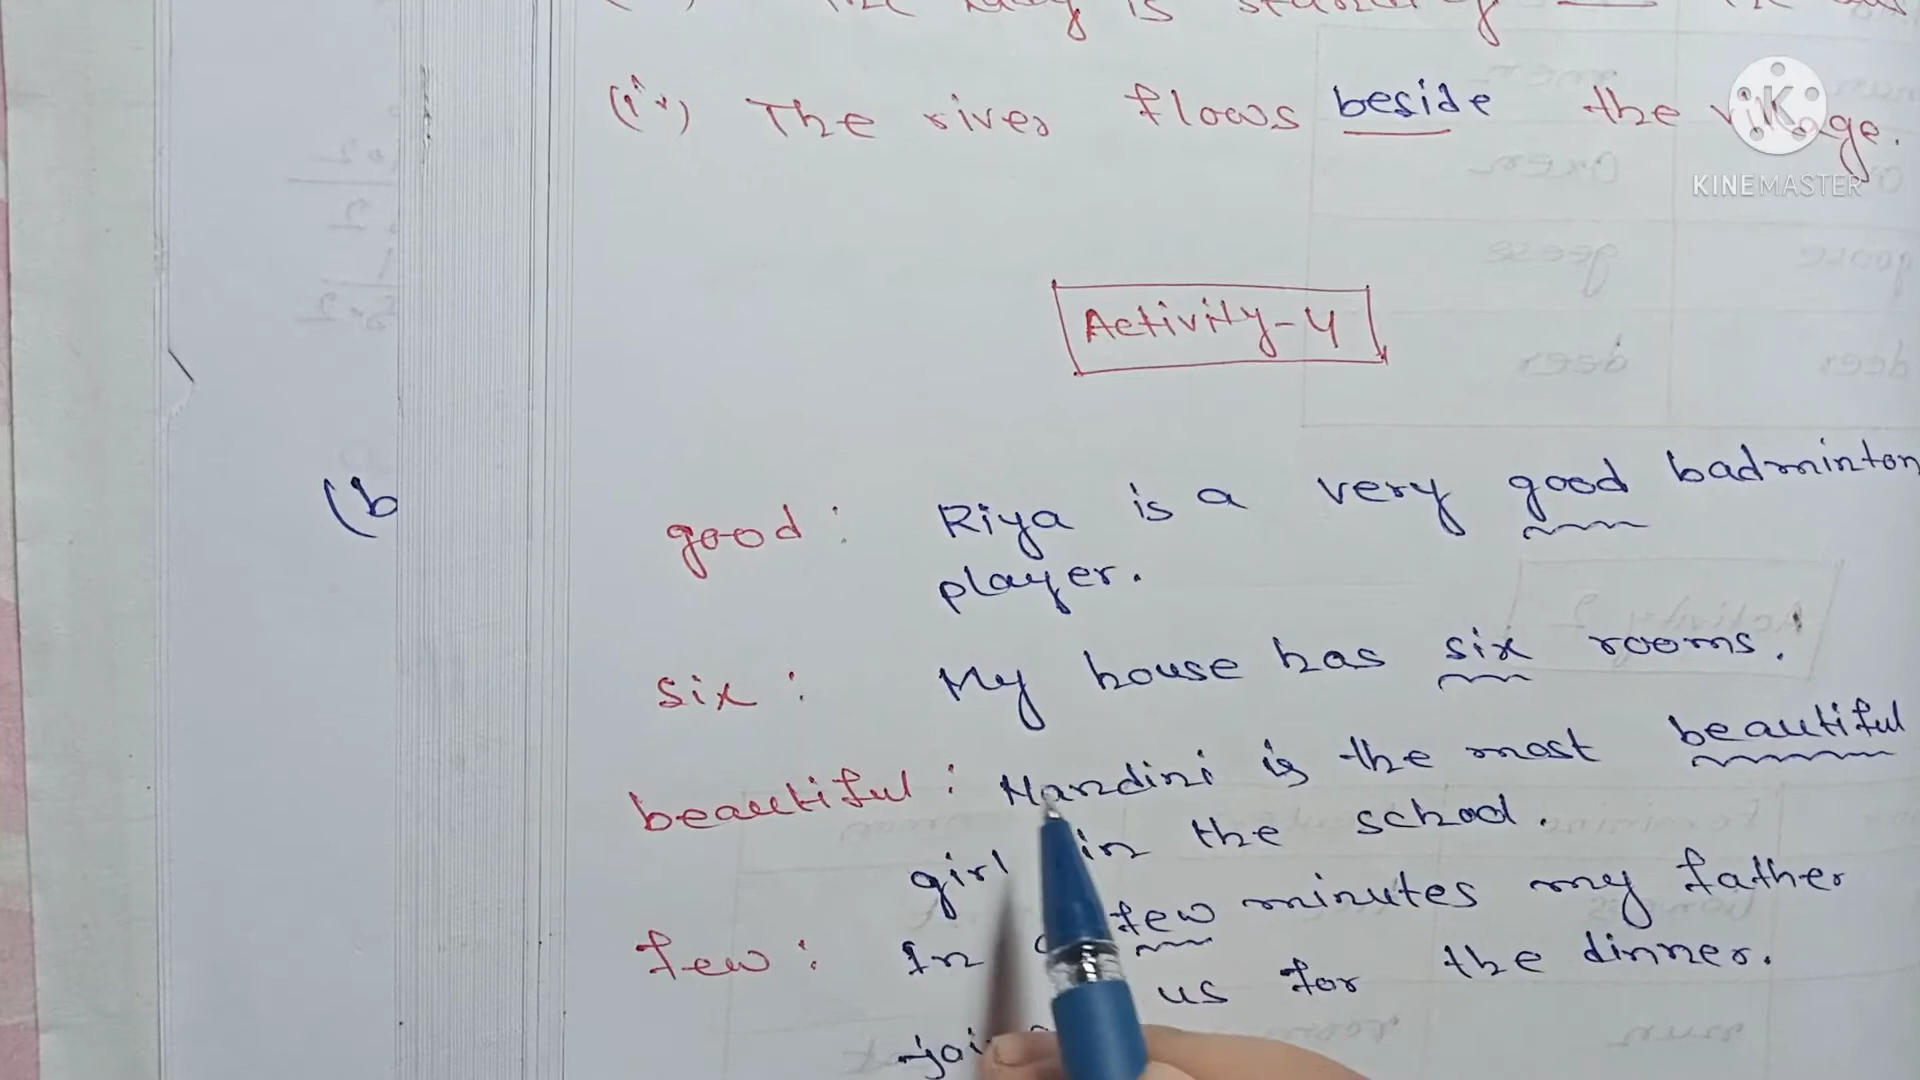 is
(iv) The river flows beside the village.
KINEMASTER
Activity-4
(b
good: Riya is a very good badminton
player.
six: My house has six rooms.
beautiful: Nandini is the most beautiful
girl in the school.
few: In few minutes my father
us for the dinner.